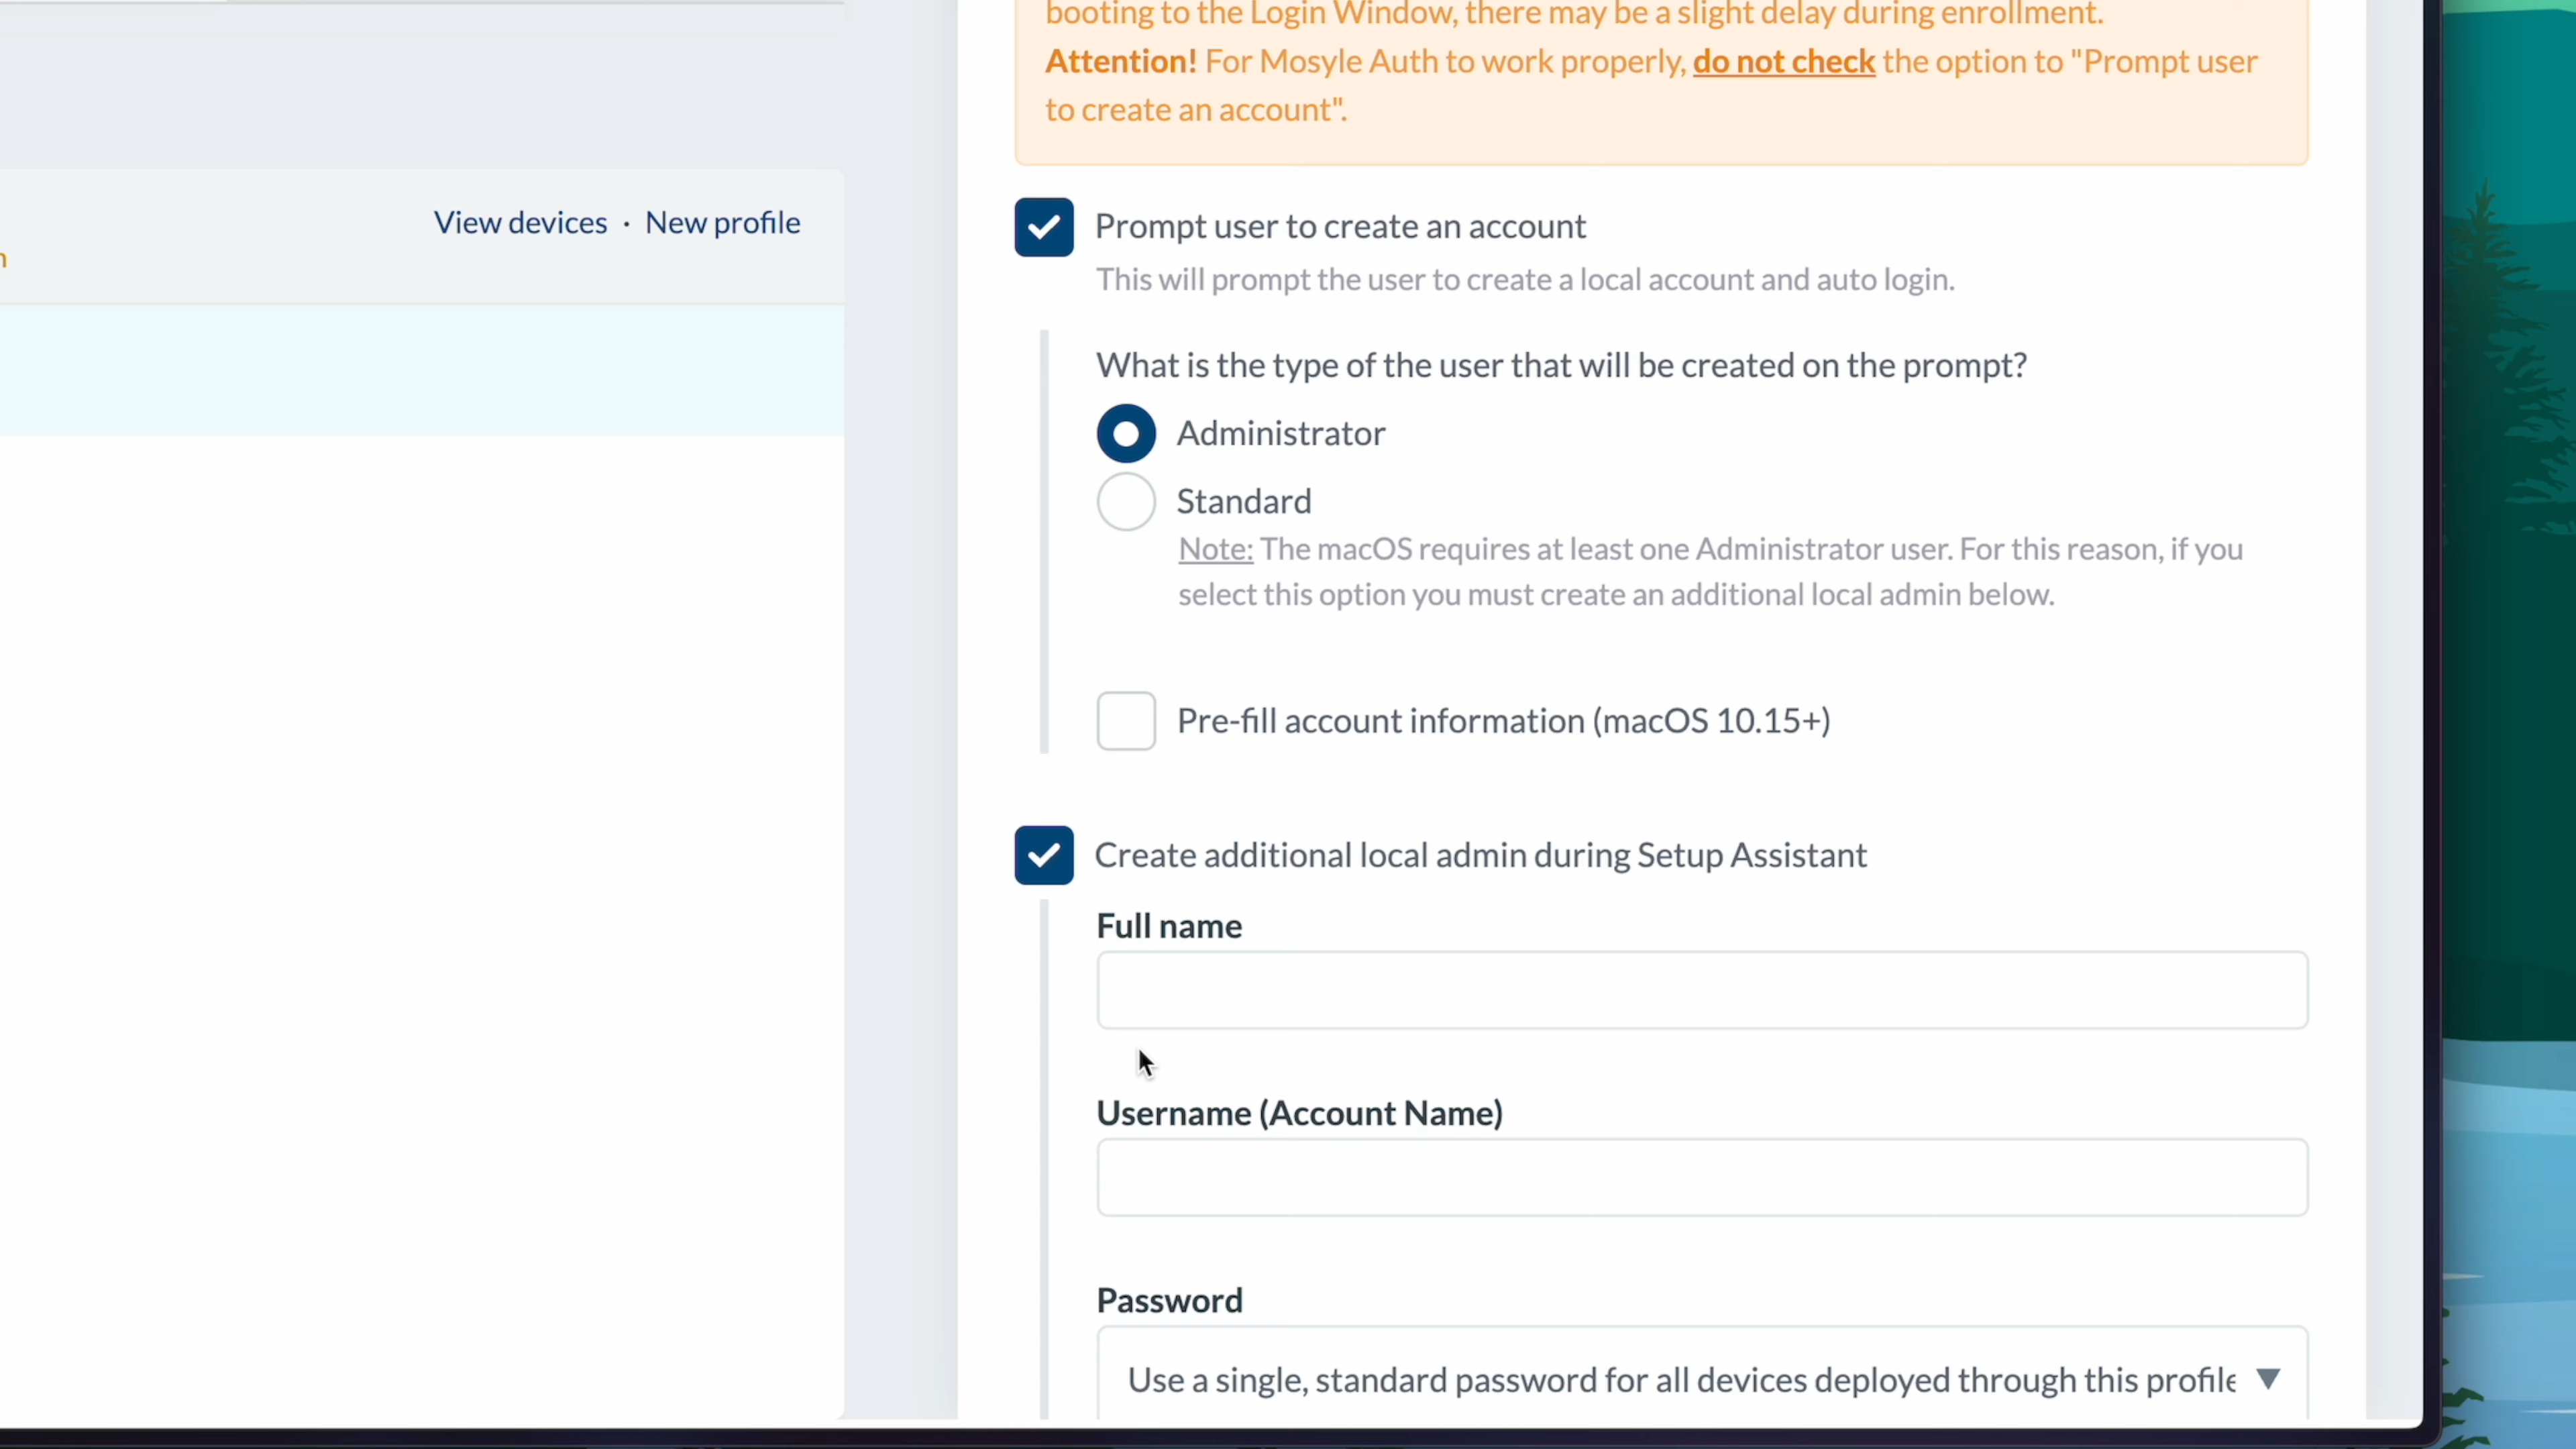 booting to the Login Window, there may be a slight delay during enrollment.
Attention! For Mosyle Auth to work properly, do not check the option to "Prompt user
to create an account".
View devices · New profile
Prompt user to create an account
This will prompt the user to create a local account and auto login.
What is the type of the user that will be created on the prompt?
Administrator
Standard
Note: The macOS requires at least one Administrator user. For this reason, if you
select this option you must create an additional local admin below.
Pre-fill account information (macOS 10.15+)
Create additional local admin during Setup Assistant
Full name
Username (Account Name)
Password
Use a single, standard password for all devices deployed through this profile